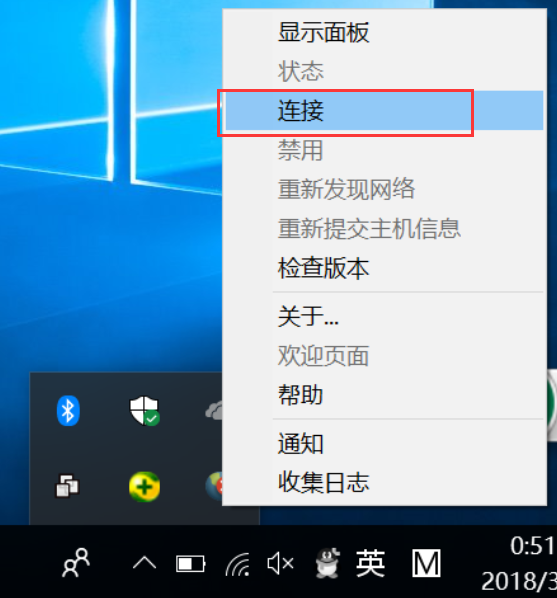 显示面板
状态
连接
禁用
重新发现网络
重新提交主机信息
检查版本
关于...
欢迎页面
帮助
通知
收集日志
英
M
0:51
2018/3